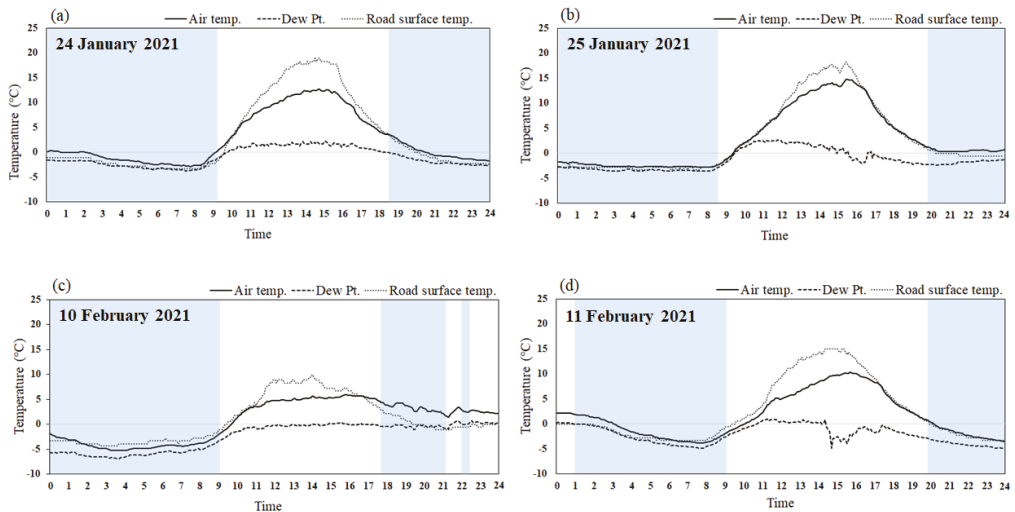 (a)
Air temp. Dew Pt. Road surface temp.
24 January 2021
Temperature (°C)
25
20
15
10
5
0
-5
-10
0 1 2 3 4 5 6 7 8 9 10 11 12 13 14 15 16 17 18 19 20 21 22 23 24
Time
(b)
Air temp. Dew Pt. Road surface temp.
25 January 2021
Temperature (°C)
25
20
15
10
5
0
-5
-10
0 1 2 3 4 5 6 7 8 9 10 11 12 13 14 15 16 17 18 19 20 21 22 23 24
Time
(c)
Air temp. Dew Pt. Road surface temp.
10 February 2021
Temperature (°C)
25
20
15
10
5
0
-5
-10
0 1 2 3 4 5 6 7 8 9 10 11 12 13 14 15 16 17 18 19 20 21 22 23 24
Time
(d)
Air temp. Dew Pt. Road surface temp.
11 February 2021
Temperature (°C)
25
20
15
10
5
0
-5
-10
0 1 2 3 4 5 6 7 8 9 10 11 12 13 14 15 16 17 18 19 20 21 22 23 24
Time